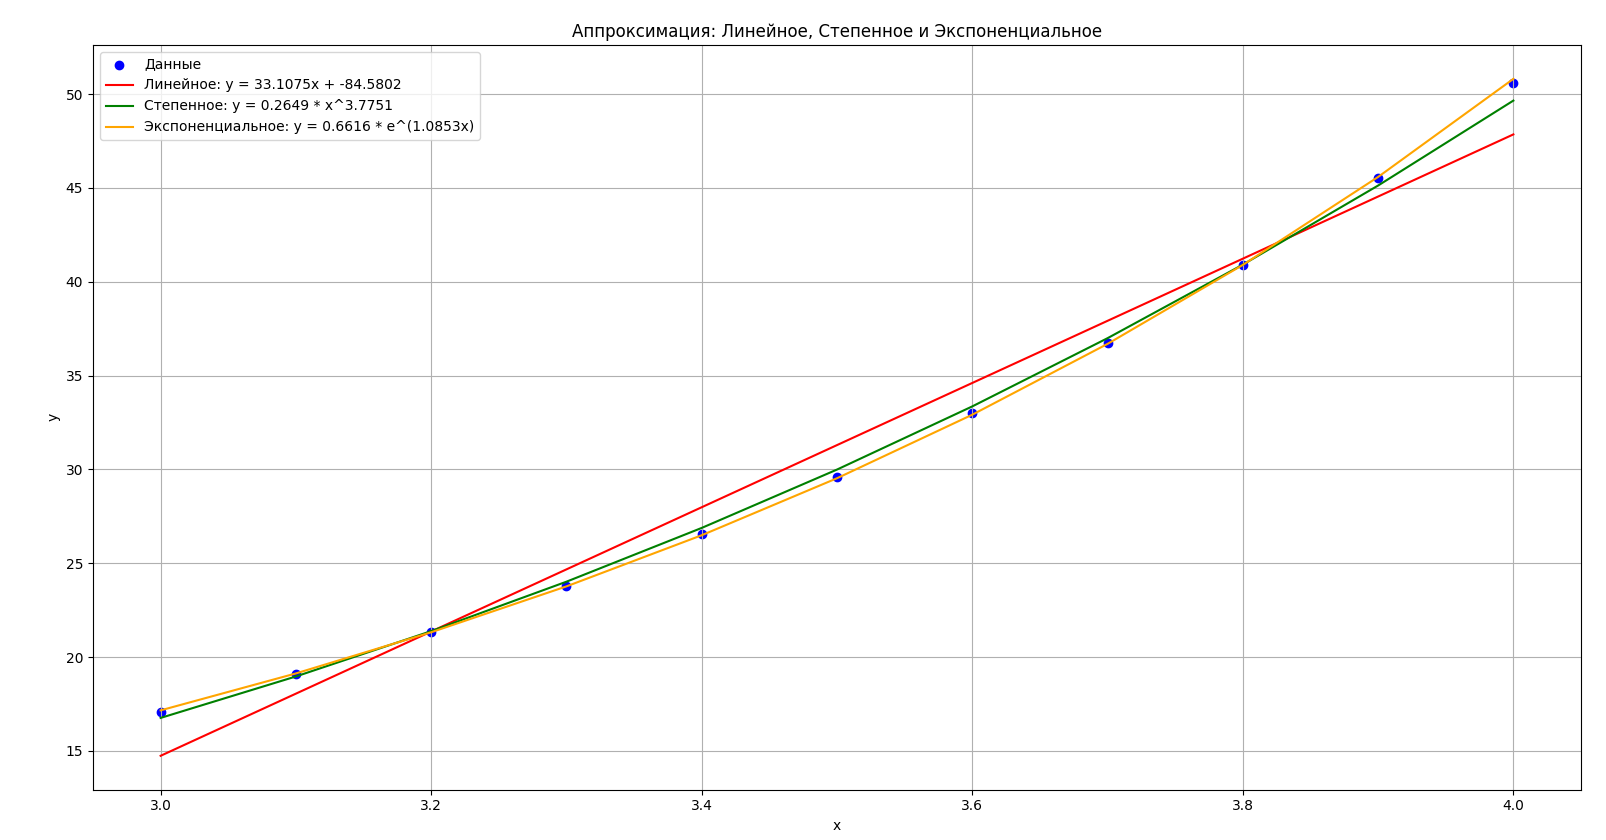 Аппроксимация: Линейное, Степенное и Экспоненциальное
Данные
Линейное: y = 33.1075x + -84.5802
Степенное: y = 0.2649 * x^3.7751
Экспоненциальное: y = 0.6616 * e^(1.0853x)
50
45
40
35
30
25
20
15
y
3.0
3.2
3.4
3.6
3.8
4.0
x